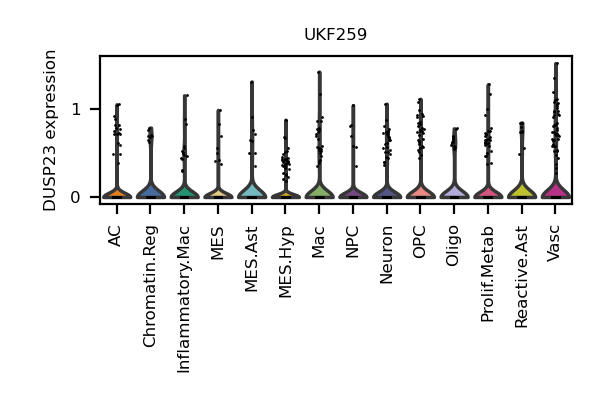 UKF259
DUSP23 expression
1
0
AC
Chromatin.Reg
Inflammatory.Mac
MES
MES.Ast
MES.Hyp
Mac
NPC
Neuron
OPC
Oligo
Prolif.Metab
Reactive.Ast
Vasc